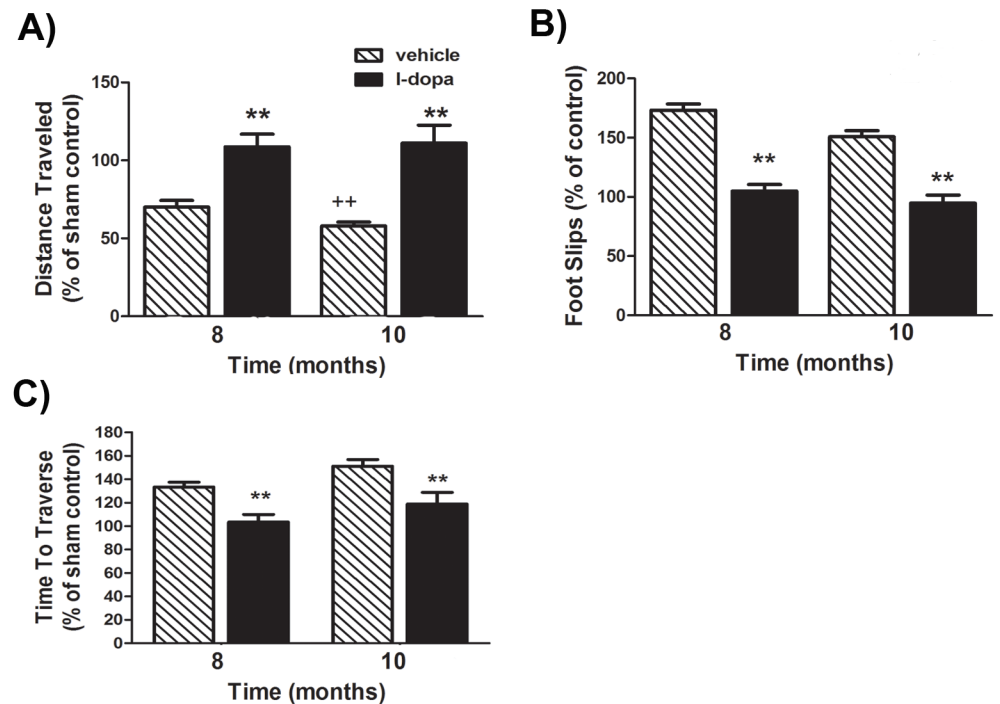 A)
vehicle
l-dopa
Distance Traveled
(% of sham control)
150
100
50
0
**
++
**
8
10
Time (months)
B)
Foot Slips (% of control)
200
150
100
50
0
**
**
8
10
Time (months)
C)
Time To Traverse
(% of sham control)
180
160
140
120
100
80
60
40
20
0
**
**
8
10
Time (months)